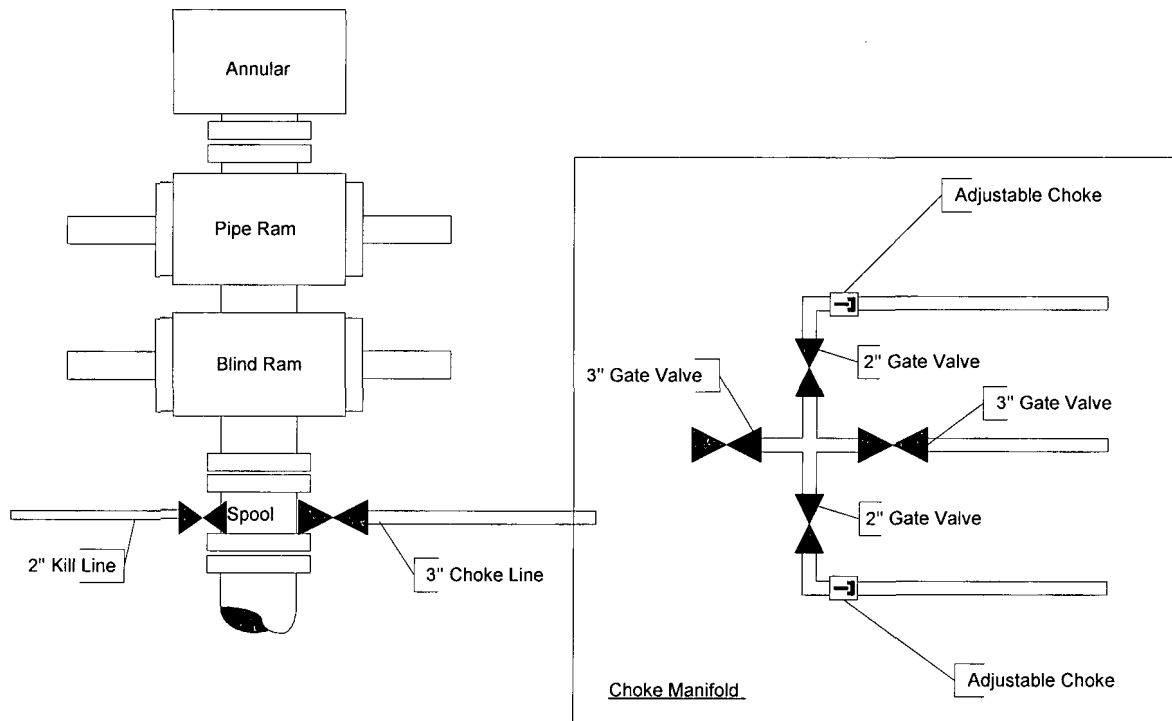 Annular
Pipe Ram
Blind Ram
Spool
2" Kill Line
3" Choke Line
Adjustable Choke
2" Gate Valve
3" Gate Valve
3" Gate Valve
2" Gate Valve
Adjustable Choke
Choke Manifold